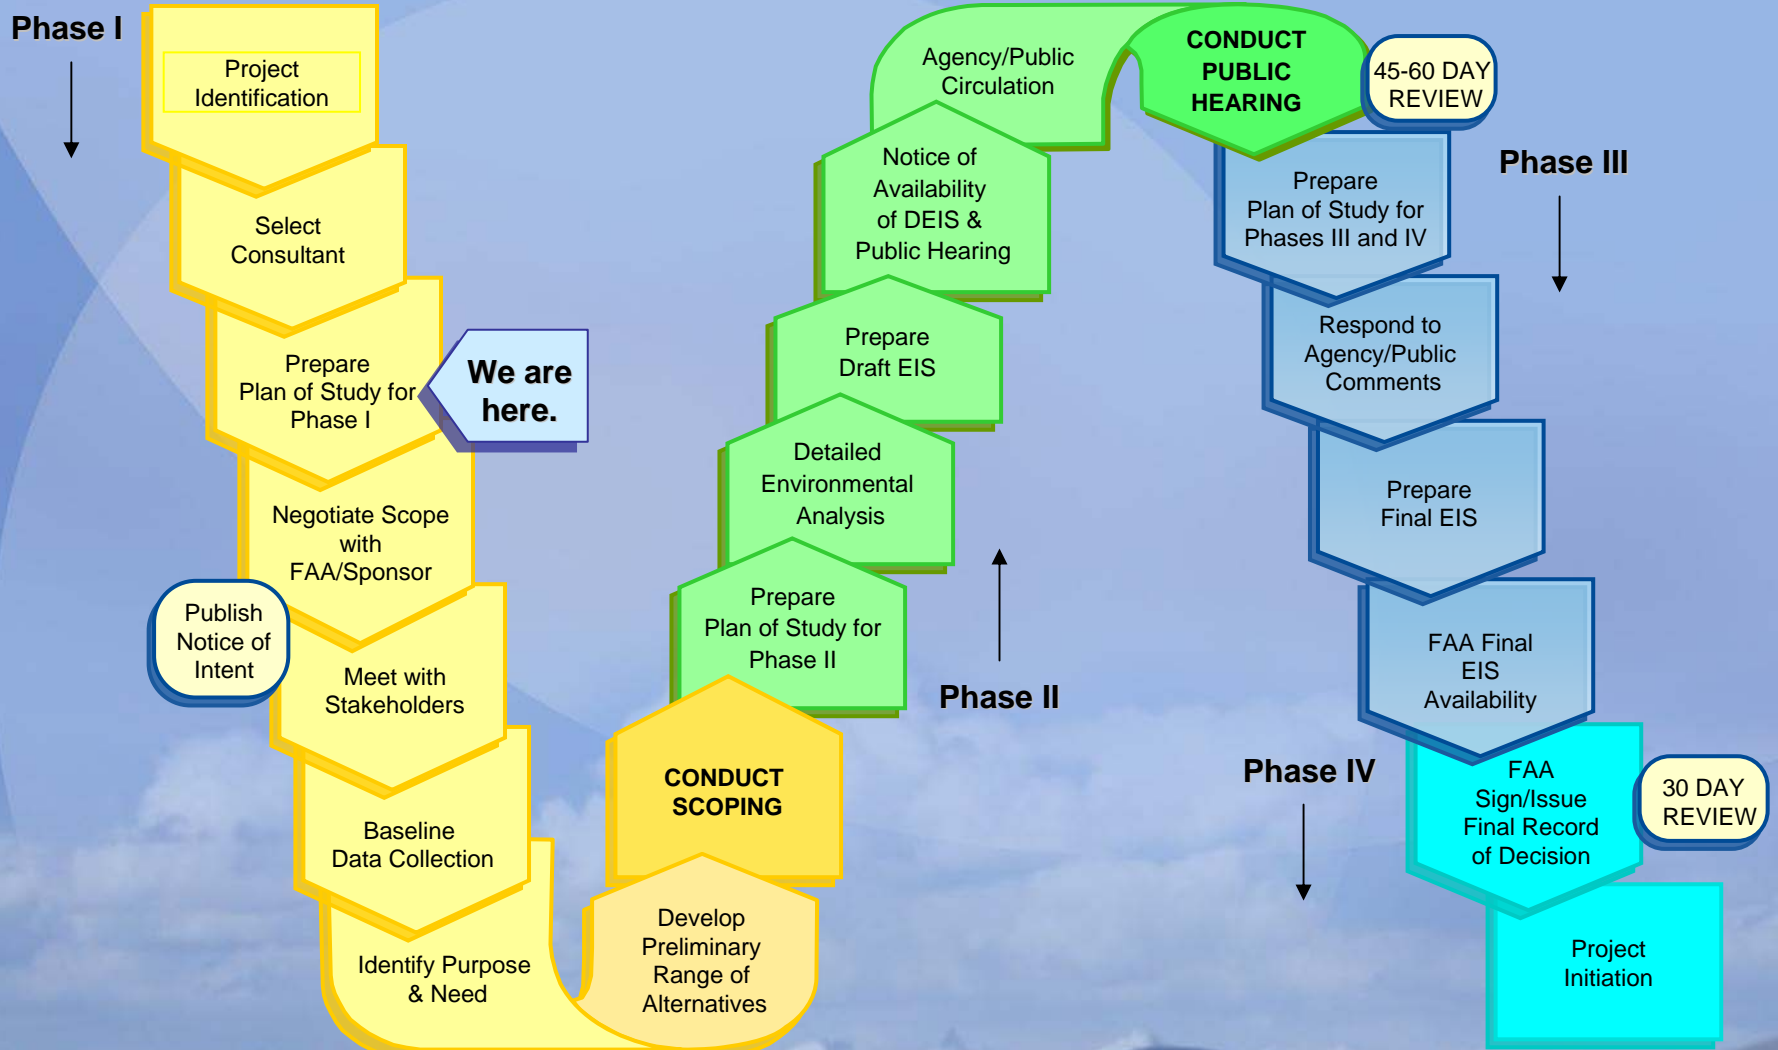 Phase I
Project
Identification
Select
Consultant
Prepare
Plan of Study for
Phase I
We are
here.
Negotiate Scope
with
FAA/Sponsor
Publish
Notice of
Intent
Meet with
Stakeholders
Baseline
Data Collection
Identify Purpose
& Need
Develop
Preliminary
Range of
Alternatives
CONDUCT
SCOPING
Phase II
Prepare
Plan of Study for
Phase II
Detailed
Environmental
Analysis
Prepare
Draft EIS
Notice of
Availability
of DEIS &
Public Hearing
Agency/Public
Circulation
CONDUCT
PUBLIC
HEARING
45-60 DAY
REVIEW
Phase III
Prepare
Plan of Study for
Phases III and IV
Respond to
Agency/Public
Comments
Prepare
Final EIS
FAA Final
EIS
Availability
Phase IV
FAA
Sign/Issue
Final Record
of Decision
30 DAY
REVIEW
Project
Initiation